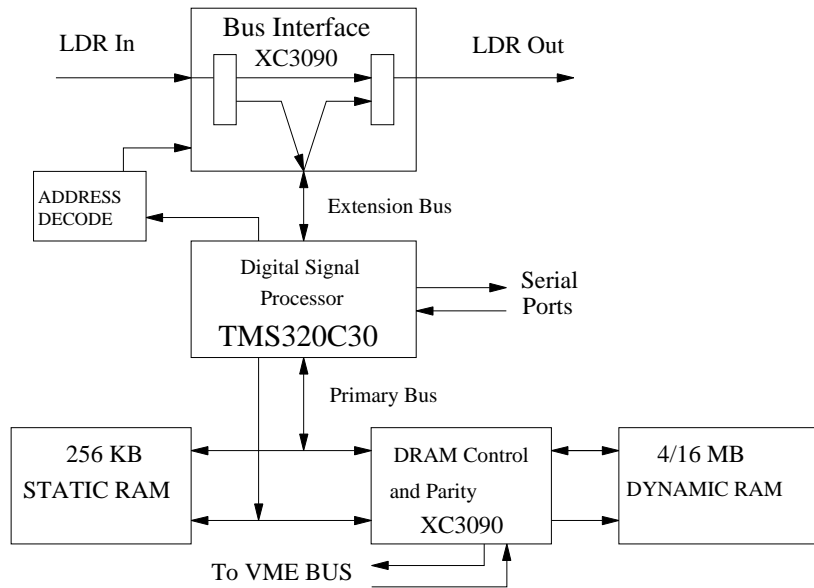 LDR In
Bus Interface
XC3090
LDR Out
ADDRESS
DECODE
Extension Bus
Digital Signal
Processor
TMS320C30
Serial
Ports
Primary Bus
256 KB
STATIC RAM
DRAM Control
and Parity
XC3090
4/16 MB
DYNAMIC RAM
To VME BUS